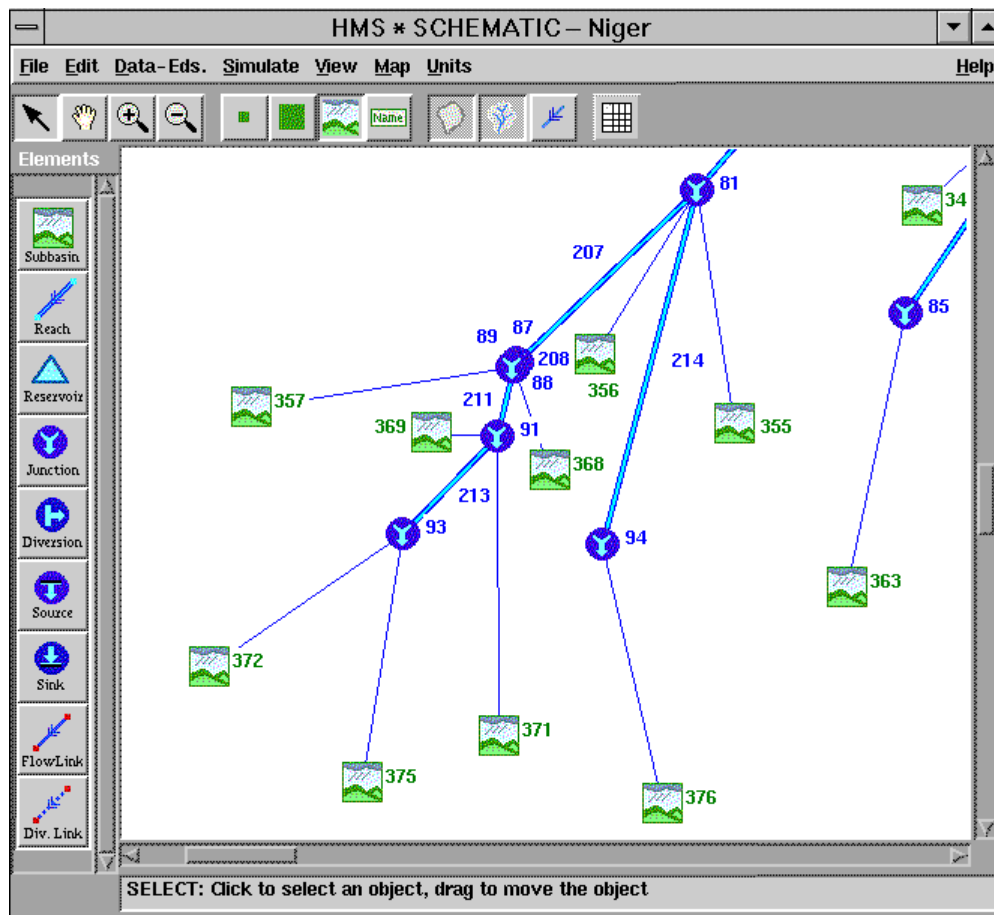 HMS * SCHEMATIC – Niger
File Edit Data-Eds. Simulate View Map Units Help
Name
Elements
Subbasin
Reach
Reservoir
Junction
Diversion
Source
Sink
FlowLink
Div. Link
81
34
207
85
87
89
208
214
88
356
357
211
369
91
355
368
213
93
94
363
372
371
375
376
SELECT: Click to select an object, drag to move the object